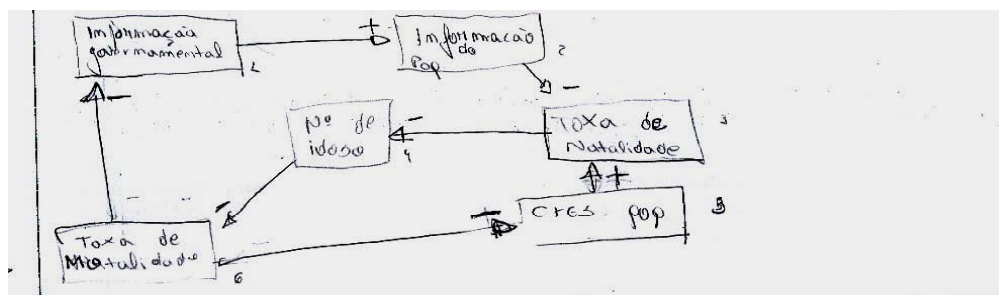 Informação
governamental
1
+
Informação
da
Pop
2
-
Nº de
idoso
4
-
Taxa de
Natalidade
3
-
+
Cres. pop
5
-
-
Taxa de
Mortalidade
6